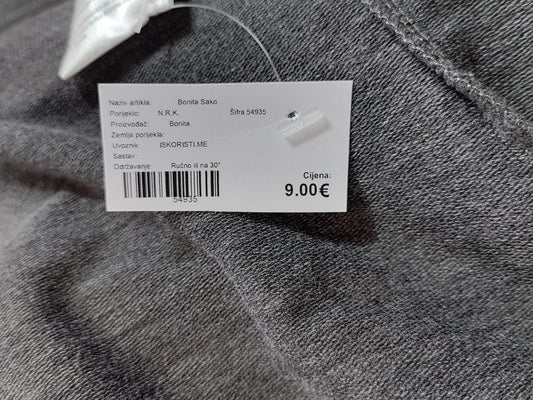 Naziv artikla: Bonita Sako
Porijeklo: N.R.K. Šifra 54935
Proizvođač: Bonita
Zemlja porijekla:
Uvoznik: ISKORISTI,ME
Sastav:
Održavanje: Ručno ili na 30°
54935
Cijena:
9.00€